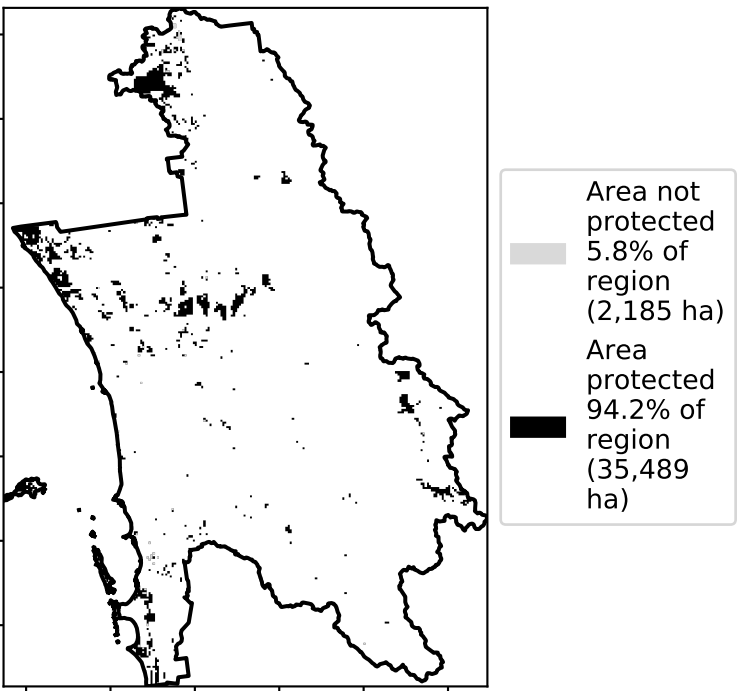 Area not
protected
5.8% of
region
(2,185 ha)
Area
protected
94.2% of
region
(35,489
ha)